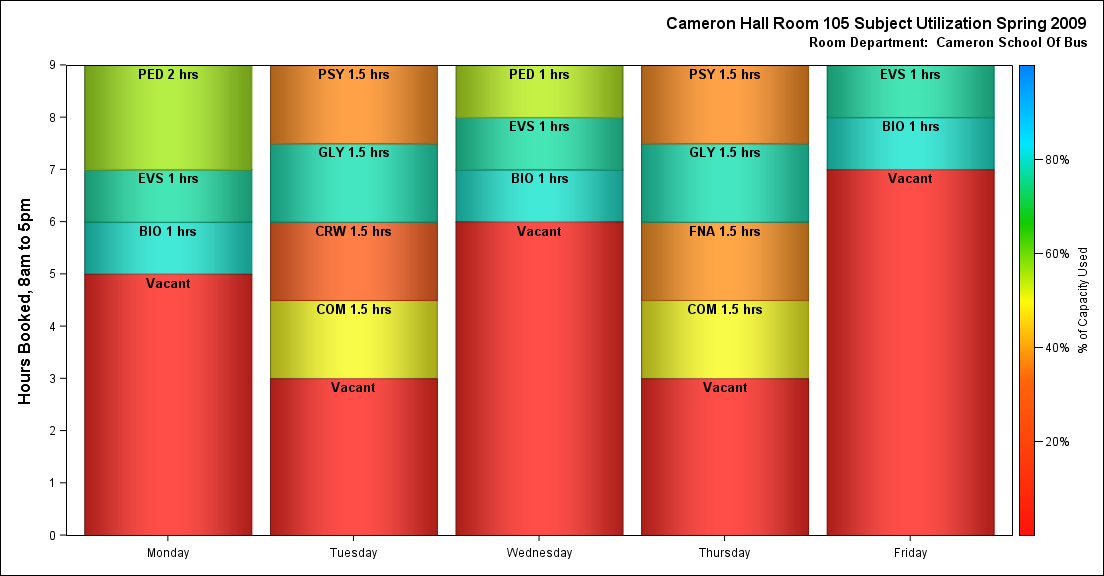 Cameron Hall Room 105 Subject Utilization Spring 2009
Room Department:  Cameron School Of Bus
Hours Booked, 8am to 5pm
9
8
7
6
5
4
3
2
1
0
PED 2 hrs
EVS 1 hrs
BIO 1 hrs
Vacant
PSY 1.5 hrs
GLY 1.5 hrs
CRW 1.5 hrs
COM 1.5 hrs
Vacant
PED 1 hrs
EVS 1 hrs
BIO 1 hrs
Vacant
PSY 1.5 hrs
GLY 1.5 hrs
FNA 1.5 hrs
COM 1.5 hrs
Vacant
EVS 1 hrs
BIO 1 hrs
Vacant
Monday
Tuesday
Wednesday
Thursday
Friday
80%
60%
40%
20%
% of Capacity Used